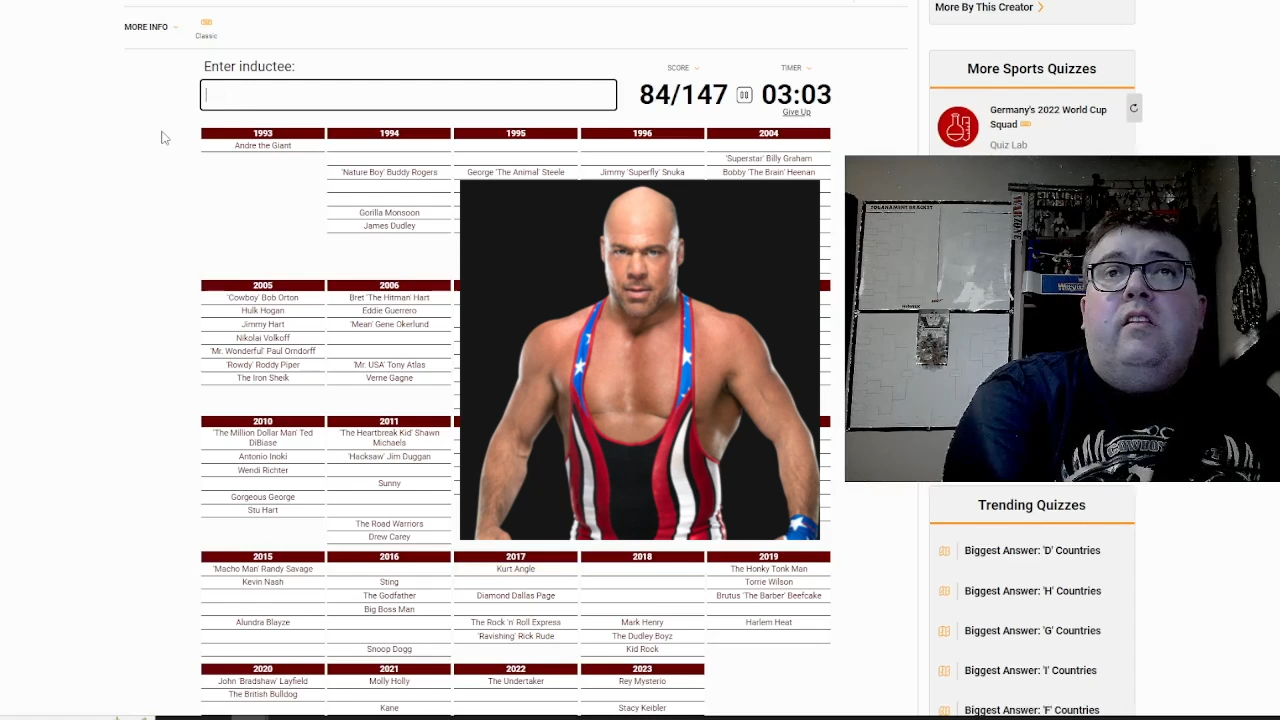 More By This Creator
MORE INFO
Classic
Enter inductee:
SCORE
TIMER
84/147
03:03
Give Up
More Sports Quizzes
Germany's 2022 World Cup
Squad
Quiz Lab
1993
1994
1995
1996
2004
Andre the Giant
'Superstar' Billy Graham
'Nature Boy' Buddy Rogers
George 'The Animal' Steele
Jimmy 'Superfly' Snuka
Bobby 'The Brain' Heenan
Gorilla Monsoon
James Dudley
TOURNAMENT BRACKET
2005
2006
'Cowboy' Bob Orton
Bret 'The Hitman' Hart
Hulk Hogan
Eddie Guerrero
Jimmy Hart
'Mean' Gene Okerlund
Nikolai Volkoff
'Mr. Wonderful' Paul Orndorff
'Rowdy' Roddy Piper
'Mr. USA' Tony Atlas
The Iron Sheik
Verne Gagne
2010
2011
'The Million Dollar Man' Ted
DiBiase
'The Heartbreak Kid' Shawn
Michaels
Antonio Inoki
'Hacksaw' Jim Duggan
Wendi Richter
Sunny
Gorgeous George
Stu Hart
The Road Warriors
Drew Carey
2015
2016
2017
2018
2019
'Macho Man' Randy Savage
Kurt Angle
The Honky Tonk Man
Kevin Nash
Sting
Torrie Wilson
The Godfather
Diamond Dallas Page
Brutus 'The Barber' Beefcake
Big Boss Man
Alundra Blayze
The Rock 'n' Roll Express
Mark Henry
Harlem Heat
'Ravishing' Rick Rude
The Dudley Boyz
Snoop Dogg
Kid Rock
2020
2021
2022
2023
John 'Bradshaw' Layfield
Molly Holly
The Undertaker
Rey Mysterio
The British Bulldog
Kane
Stacy Keibler
Trending Quizzes
Biggest Answer: 'D' Countries
Biggest Answer: 'H' Countries
Biggest Answer: 'G' Countries
Biggest Answer: 'I' Countries
Biggest Answer: 'F' Countries